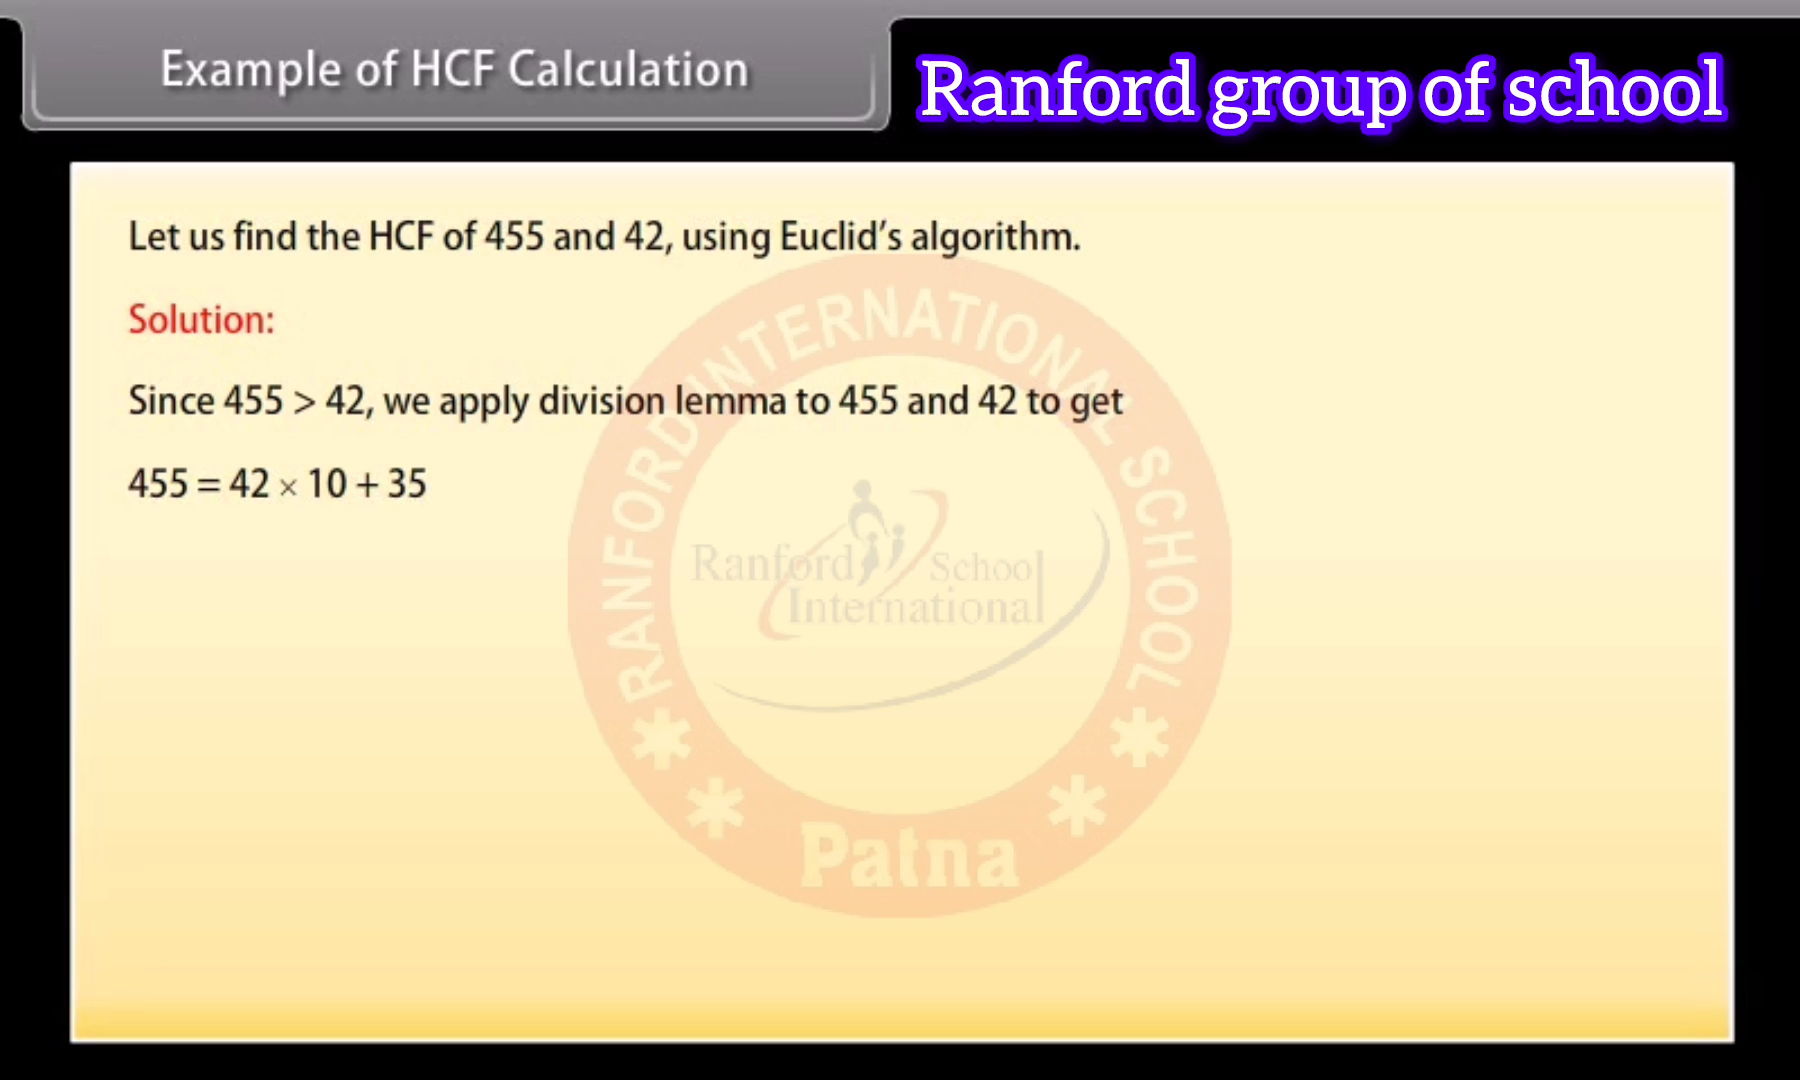 Example of HCF Calculation
Ranford group of school
Let us find the HCF of 455 and 42, using Euclid’s algorithm.
Solution:
Since 455 > 42, we apply division lemma to 455 and 42 to get
455 = 42 × 10 + 35
RANFORD INTERNATIONAL SCHOOL
Ranford School
International
Patna